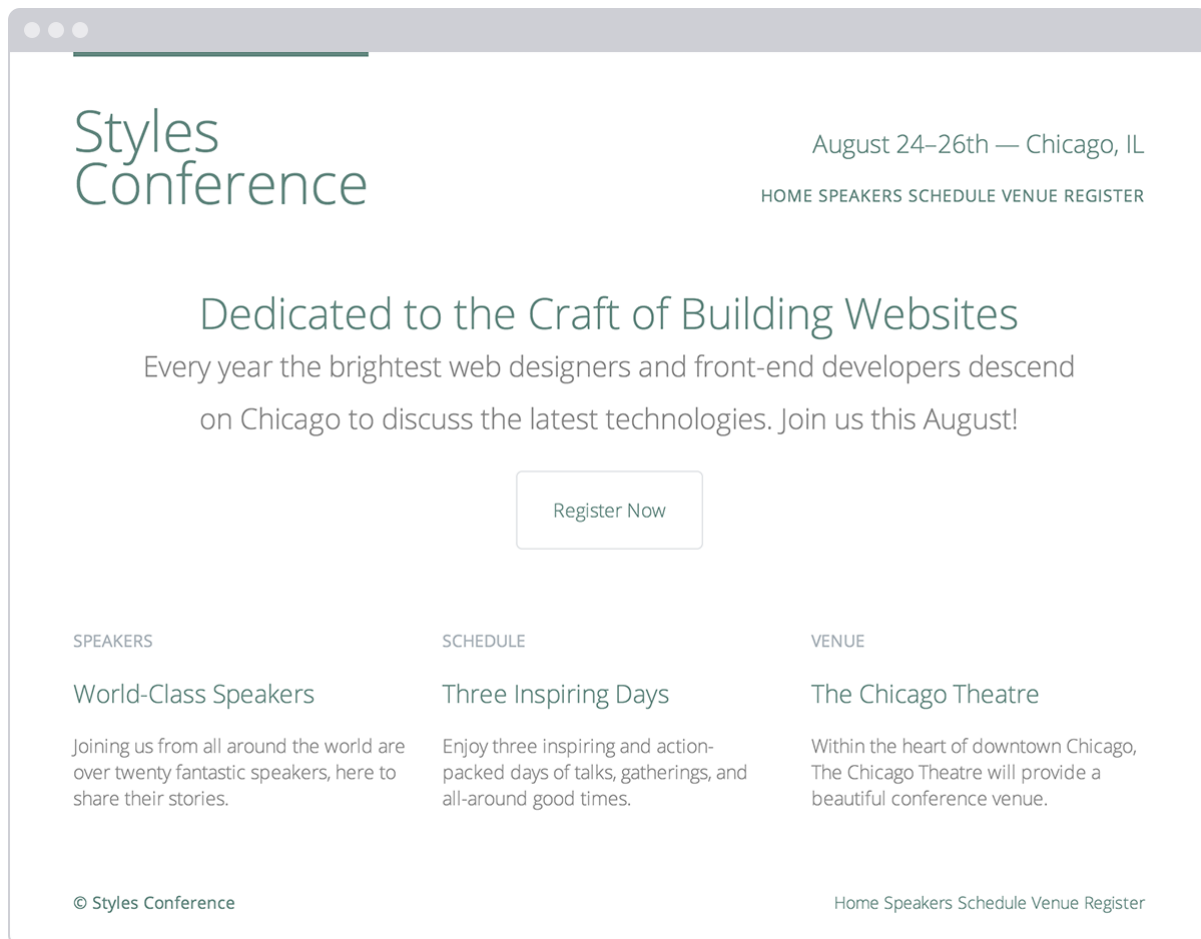 Styles
Conference
August 24–26th — Chicago, IL
HOME SPEAKERS SCHEDULE VENUE REGISTER
Dedicated to the Craft of Building Websites
Every year the brightest web designers and front-end developers descend
on Chicago to discuss the latest technologies. Join us this August!
Register Now
SPEAKERS
World-Class Speakers
Joining us from all around the world are
over twenty fantastic speakers, here to
share their stories.
SCHEDULE
Three Inspiring Days
Enjoy three inspiring and action-
packed days of talks, gatherings, and
all-around good times.
VENUE
The Chicago Theatre
Within the heart of downtown Chicago,
The Chicago Theatre will provide a
beautiful conference venue.
© Styles Conference
Home Speakers Schedule Venue Register